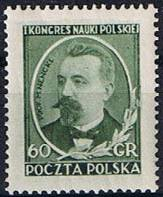 I KONGRES NAUKI POLSKIEJ
60 GR
POCZTA POLSKA